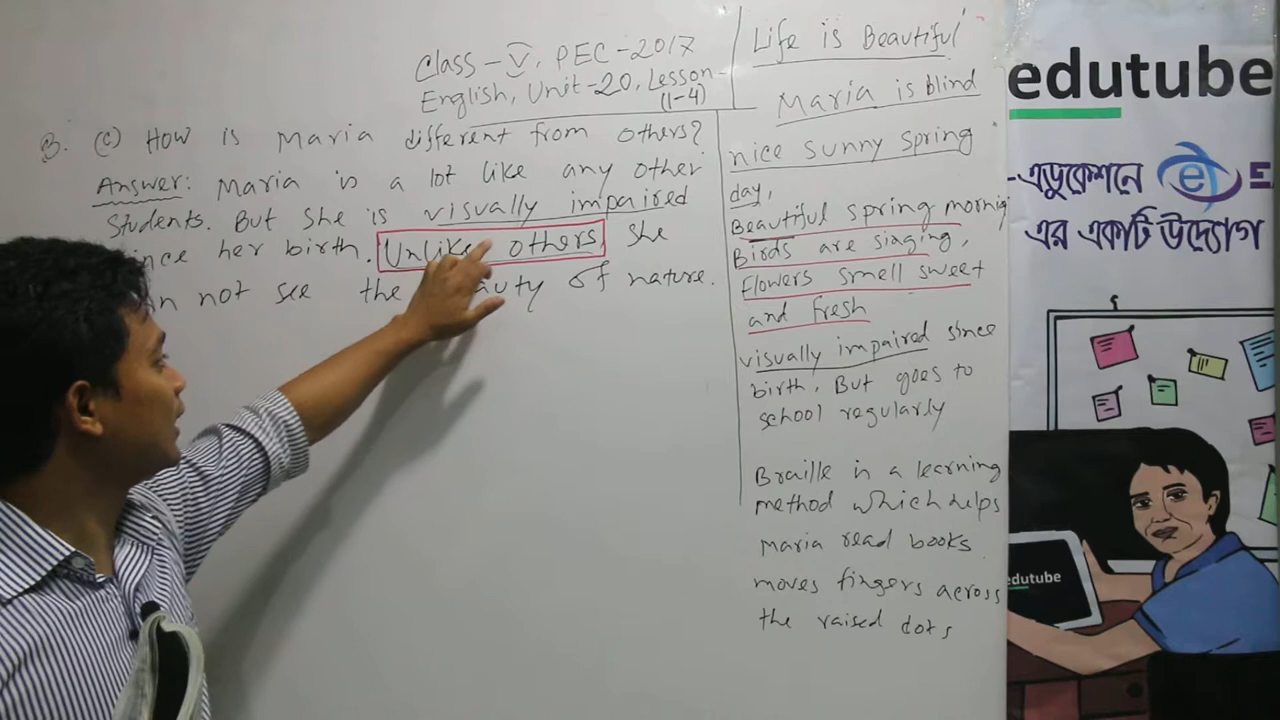 Class - V, PEC - 2017
English, Unit - 20, Lesson -
(1-4)
3. (c) How is Maria different from others?
Answer: Maria is a lot like any other
students. But she is visually impaired
her birth. Unlike others, she
not see the of nature.
Life is Beautiful
Maria is blind
nice sunny spring
day,
Beautiful spring
Birds are singing,
flowers smell sweet
and fresh
visually impaired since
birth, But goes to
school regularly
Braille is a learning
method which helps
Maria read books
moves fingers across
the raised dots
edutube
-এডুকেশনে et E
এর একটি উদ্যোগ
edutube